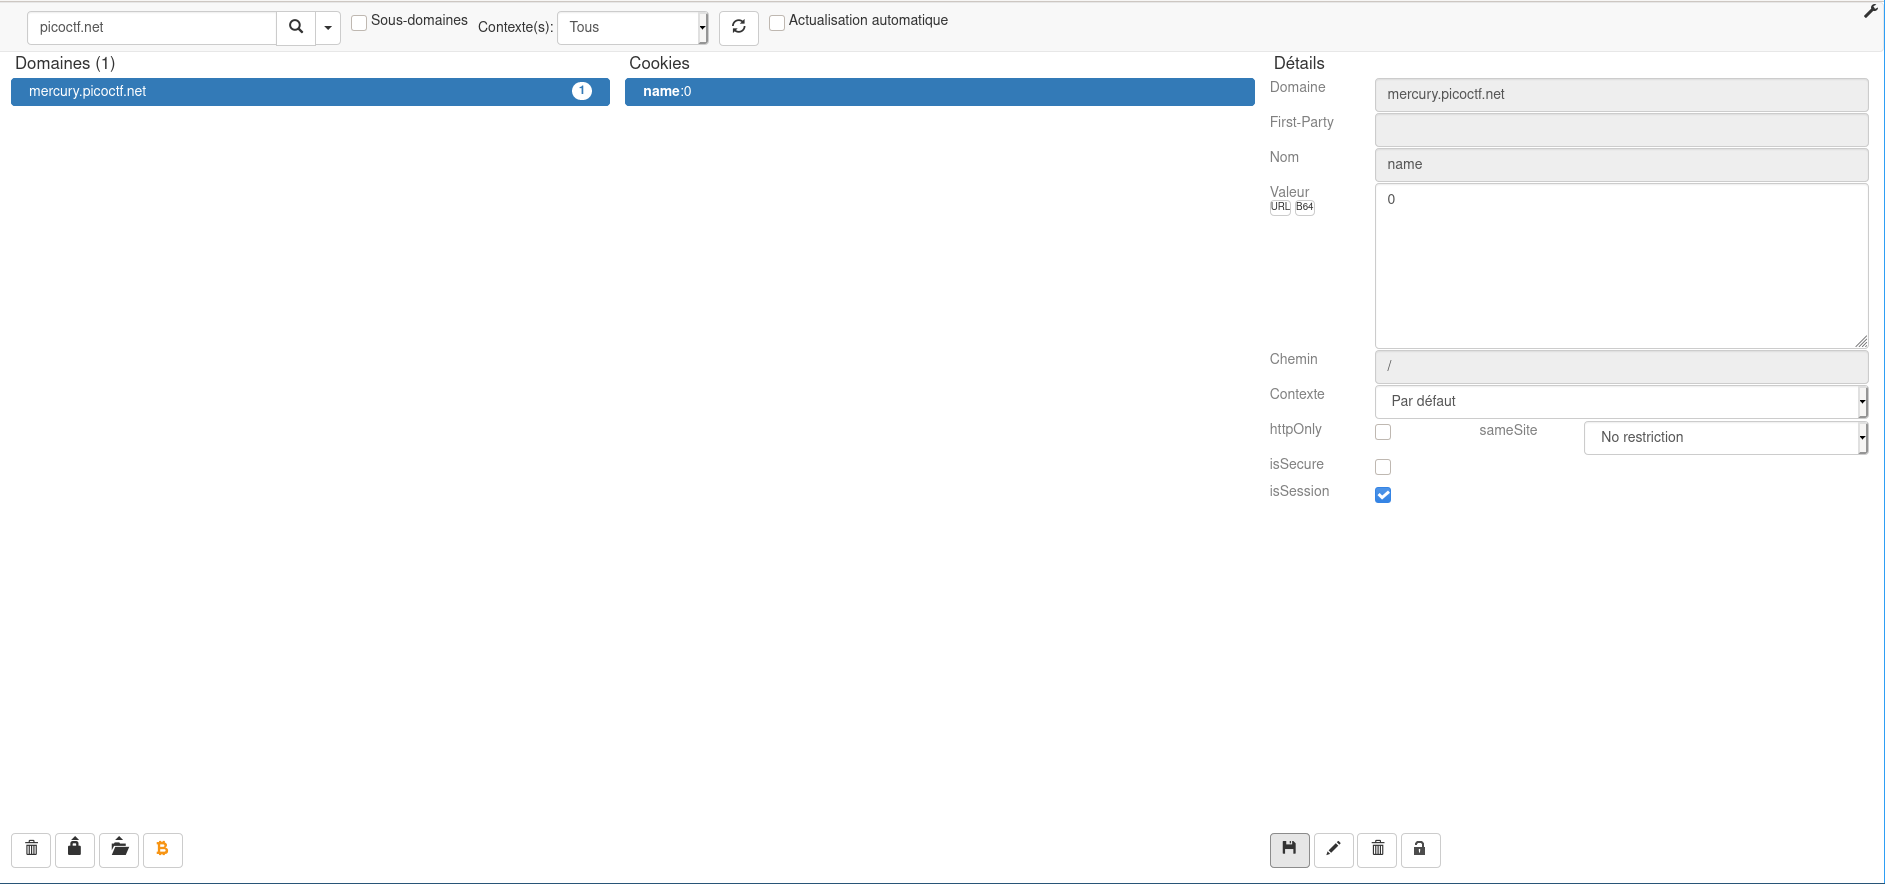 picoctf.net
Sous-domaines
Contexte(s): Tous
Actualisation automatique
Domaines (1)
mercury.picoctf.net 1
Cookies
name:0
Détails
Domaine mercury.picoctf.net
First-Party
Nom name
Valeur 0
URL B64
Chemin /
Contexte Par défaut
httpOnly sameSite No restriction
isSecure
isSession